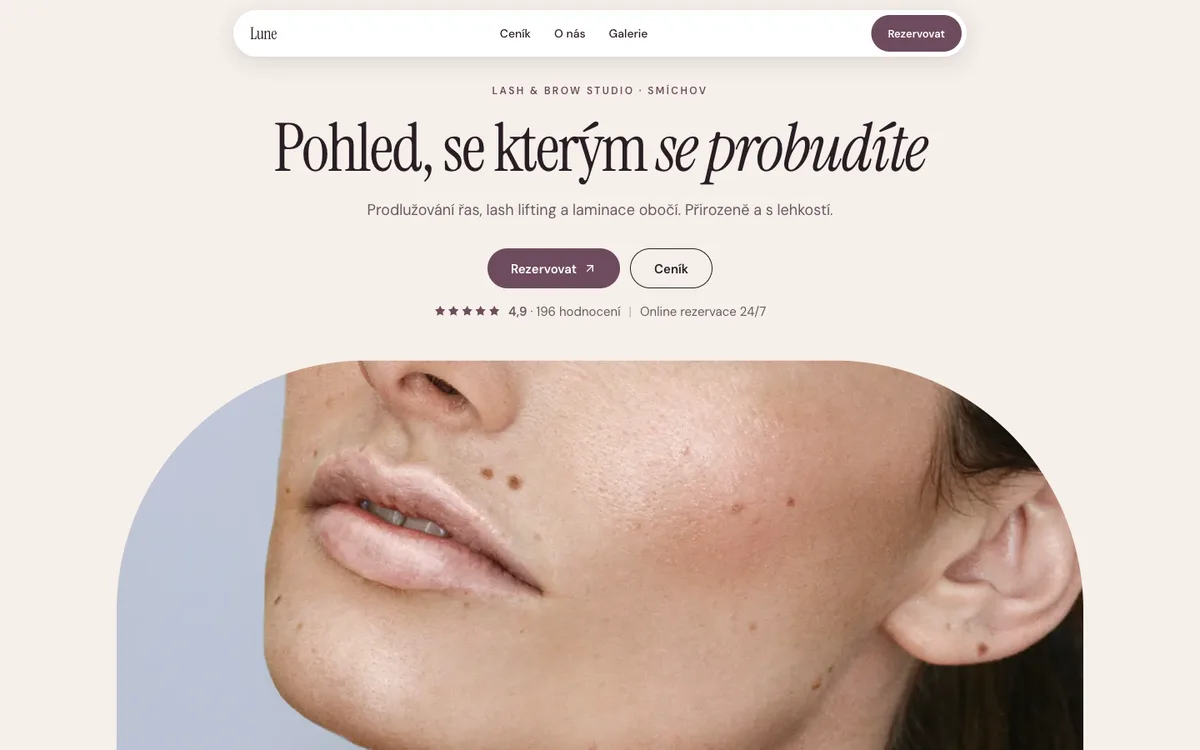 Lune
Ceník O nás Galerie
Rezervovat
LASH & BROW STUDIO · SMÍCHOV
Pohled, se kterým se probudíte
Prodlužování řas, lash lifting a laminace obočí. Přirozeně a s lehkostí.
Rezervovat
Ceník
4,9 · 196 hodnocení | Online rezervace 24/7